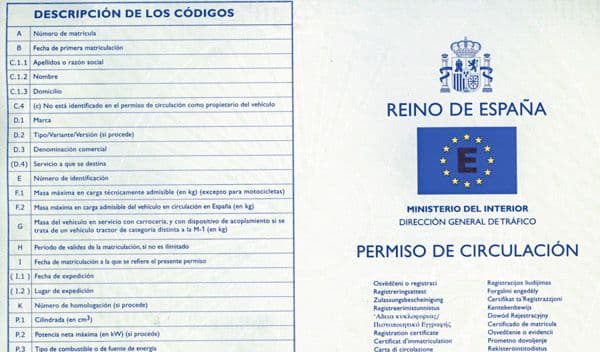 DESCRIPCIÓN DE LOS CÓDIGOS
A Número de matrícula
B Fecha de primera matriculación
C.1.1 Apellidos o razón social
C.1.2 Nombre
C.1.3 Domicilio
C.4 (c) No está identificado en el permiso de circulación como propietario del vehículo
D.1 Marca
D.2 Tipo/Variante/Versión (si procede)
D.3 Denominación comercial
(D.4) Servicio a que se destina
E Número de identificación
F.1 Masa máxima en carga técnicamente admisible (en kg) (excepto para motocicletas)
F.2 Masa máxima en carga admisible del vehículo en circulación en España (en kg)
G Masa del vehículo en servicio con carrocería, y con dispositivo de acoplamiento si se
trata de un vehículo tractor de categoría distinta a la M-1 (en kg)
H Período de validez de la matriculación, si no es ilimitado
I Fecha de matriculación a la que se refiere el presente permiso
( I.1 ) Fecha de expedición
( I.2 ) Lugar de expedición
K Número de homologación (si procede)
P.1 Cilindrada (en cm³)
P.2 Potencia neta máxima (en kW) (si procede)
P.3 Tipo de combustible o de fuente de energía
REINO DE ESPAÑA
E
MINISTERIO DEL INTERIOR
DIRECCIÓN GENERAL DE TRÁFICO
PERMISO DE CIRCULACIÓN
Osvědčení o registraci
Registreringsattest
Zulassungsbescheinigung
Registreerimistunnistus
Άδεια κυκλοφορίας/
Πιστοποιητικό Εγγραφής
Registration certificate
Certificat d'immatriculation
Carta di circolazione
Registracijos liudijimas
Forgalmi engedély
Ċertifikat ta'Reġistrazzjoni
Kentekenbewijs
Dowód Rejestracyjny
Certificado de matrícula
Osvedčenie o evidencii
Prometno dovoljenje
Rekisteröintitodistus